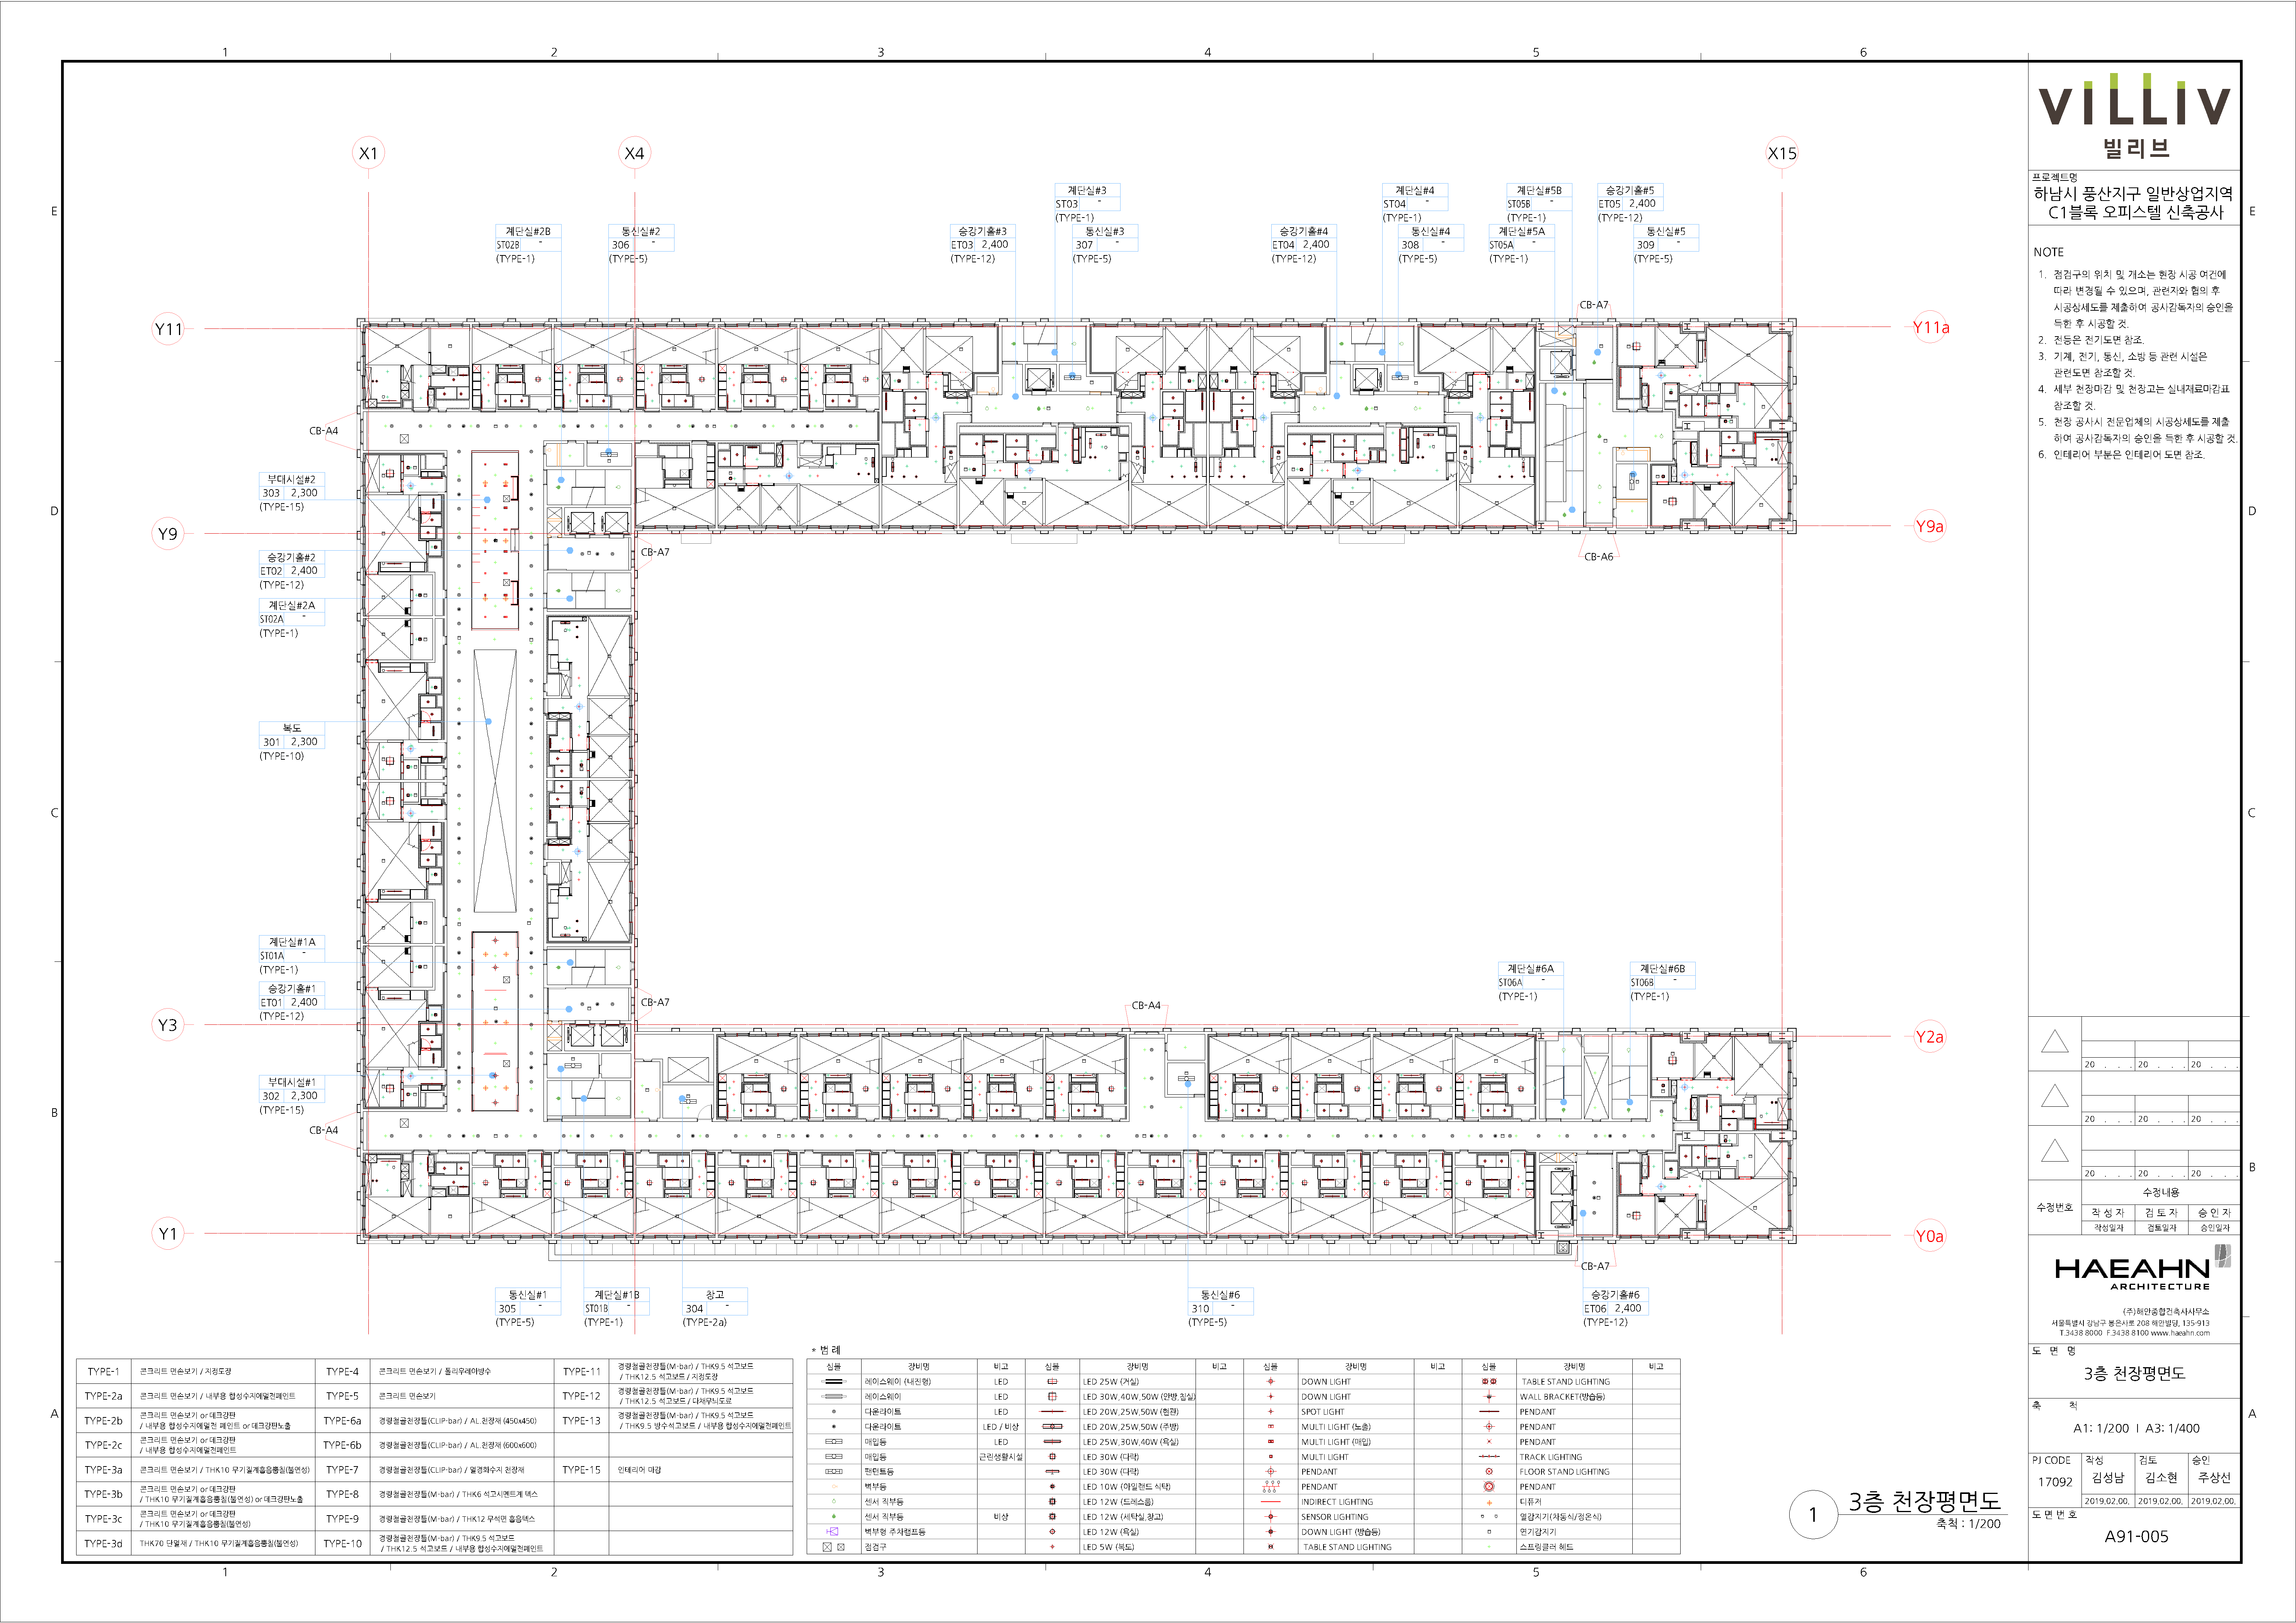 1 2 3 4 5 6
E
D
C
B
A
X1
X4
X15
Y11
Y9
Y3
Y1
Y11a
Y9a
Y2a
Y0a
계단실#2B
ST02B -
(TYPE-1)
통신실#2
306 -
(TYPE-5)
승강기홀#3
ET03 2,400
(TYPE-12)
계단실#3
ST03 -
(TYPE-1)
통신실#3
307 -
(TYPE-5)
승강기홀#4
ET04 2,400
(TYPE-12)
계단실#4
ST04 -
(TYPE-1)
통신실#4
308 -
(TYPE-5)
계단실#5B
ST05B -
(TYPE-1)
계단실#5A
ST05A -
(TYPE-1)
승강기홀#5
ET05 2,400
(TYPE-12)
통신실#5
309 -
(TYPE-5)
CB-A7
CB-A4
부대시설#2
303 2,300
(TYPE-15)
승강기홀#2
ET02 2,400
(TYPE-12)
CB-A7
CB-A6
계단실#2A
ST02A -
(TYPE-1)
복도
301 2,300
(TYPE-10)
계단실#1A
ST01A -
(TYPE-1)
승강기홀#1
ET01 2,400
(TYPE-12)
CB-A7
CB-A4
계단실#6A
ST06A -
(TYPE-1)
계단실#6B
ST06B -
(TYPE-1)
부대시설#1
302 2,300
(TYPE-15)
CB-A4
CB-A7
통신실#1
305 -
(TYPE-5)
계단실#1B
ST01B -
(TYPE-1)
창고
304 -
(TYPE-2a)
통신실#6
310 -
(TYPE-5)
승강기홀#6
ET06 2,400
(TYPE-12)
TYPE-1 콘크리트 면손보기 / 지정도장
TYPE-2a 콘크리트 면손보기 / 내부용 합성수지에멀젼페인트
TYPE-2b 콘크리트 면손보기 or 데크강판
/ 내부용 합성수지에멀젼 페인트 or 데크강판노출
TYPE-2c 콘크리트 면손보기 or 데크강판
/ 내부용 합성수지에멀젼페인트
TYPE-3a 콘크리트 면손보기 / THK10 무기질계흡음뿜칠(불연성)
TYPE-3b 콘크리트 면손보기 or 데크강판
/ THK10 무기질계흡음뿜칠(불연성) or 데크강판노출
TYPE-3c 콘크리트 면손보기 or 데크강판
/ THK10 무기질계흡음뿜칠(불연성)
TYPE-3d THK70 단열재 / THK10 무기질계흡음뿜칠(불연성)
TYPE-4 콘크리트 면손보기 / 폴리우레아방수
TYPE-5 콘크리트 면손보기
TYPE-6a 경량철골천장틀(CLIP-bar) / AL.천정재 (450x450)
TYPE-6b 경량철골천장틀(CLIP-bar) / AL.천정재 (600x600)
TYPE-7 경량철골천장틀(CLIP-bar) / 열경화수지 천장재
TYPE-8 경량철골천장틀(M-bar) / THK6 석고시멘트계 텍스
TYPE-9 경량철골천장틀(M-bar) / THK12 무석면 흡음텍스
TYPE-10 경량철골천장틀(M-bar) / THK9.5 석고보드
/ THK12.5 석고보드 / 내부용 합성수지에멀젼페인트
TYPE-11 경량철골천장틀(M-bar) / THK9.5 석고보드
/ THK12.5 석고보드 / 지정도장
TYPE-12 경량철골천장틀(M-bar) / THK9.5 석고보드
/ THK12.5 석고보드 / 다채무늬도료
TYPE-13 경량철골천장틀(M-bar) / THK9.5 석고보드
/ THK9.5 방수석고보드 / 내부용 합성수지에멀젼페인트
TYPE-15 인테리어 마감
* 범 례
심볼 장비명 비고 심볼 장비명 비고 심볼 장비명 비고 심볼 장비명 비고
레이스웨이 (내진형) LED
레이스웨이 LED
다운라이트 LED
다운라이트 LED / 비상
매입등 LED
매입등 근린생활시설
팬던트등
벽부등
센서 직부등
센서 직부등 비상
벽부형 주차램프등
점검구
LED 25W (거실)
LED 30W,40W,50W (안방,침실)
LED 20W,25W,50W (현관)
LED 20W,25W,50W (주방)
LED 25W,30W,40W (욕실)
LED 30W (다락)
LED 30W (다락)
LED 10W (아일랜드 식탁)
LED 12W (드레스룸)
LED 12W (세탁실,창고)
LED 12W (욕실)
LED 5W (복도)
DOWN LIGHT
DOWN LIGHT
SPOT LIGHT
MULTI LIGHT (노출)
MULTI LIGHT (매입)
MULTI LIGHT
PENDANT
PENDANT
INDIRECT LIGHTING
SENSOR LIGHTING
DOWN LIGHT (방습등)
TABLE STAND LIGHTING
TABLE STAND LIGHTING
WALL BRACKET(방습등)
PENDANT
PENDANT
PENDANT
TRACK LIGHTING
FLOOR STAND LIGHTING
PENDANT
디퓨저
열감지기(차동식/정온식)
연기감지기
스프링클러 헤드
1
3층 천장평면도
축척 : 1/200
VILLIV
빌리브
프로젝트명
하남시 풍산지구 일반상업지역
C1블록 오피스텔 신축공사
NOTE
1. 점검구의 위치 및 개소는 현장 시공 여건에
따라 변경될 수 있으며, 관련자와 협의 후
시공상세도를 제출하여 공사감독자의 승인을
득한 후 시공할 것.
2. 전등은 전기도면 참조.
3. 기계, 전기, 통신, 소방 등 관련 시설은
관련도면 참조할 것.
4. 세부 천장마감 및 천장고는 실내재료마감표
참조할 것.
5. 천정 공사시 전문업체의 시공상세도를 제출
하여 공사감독자의 승인을 득한 후 시공할 것.
6. 인테리어 부분은 인테리어 도면 참조.
20 . . . 20 . . . 20 . . .
20 . . . 20 . . . 20 . . .
20 . . . 20 . . . 20 . . .
수정번호 수정내용
작 성 자 검 토 자 승 인 자
작성일자 검토일자 승인일자
HAEAHN
ARCHITECTURE
(주)해안종합건축사사무소
서울특별시 강남구 봉은사로 208 해안빌딩, 135-913
T.3438 8000 F.3438 8100 www.haeahn.com
도 면 명
3층 천장평면도
축 척
A1: 1/200 I A3: 1/400
PJ CODE 작성 검토 승인
17092 김성남 김소현 주상선
2019.02.00. 2019.02.00. 2019.02.00.
도 면 번 호
A91-005
E
D
C
B
A
1 2 3 4 5 6